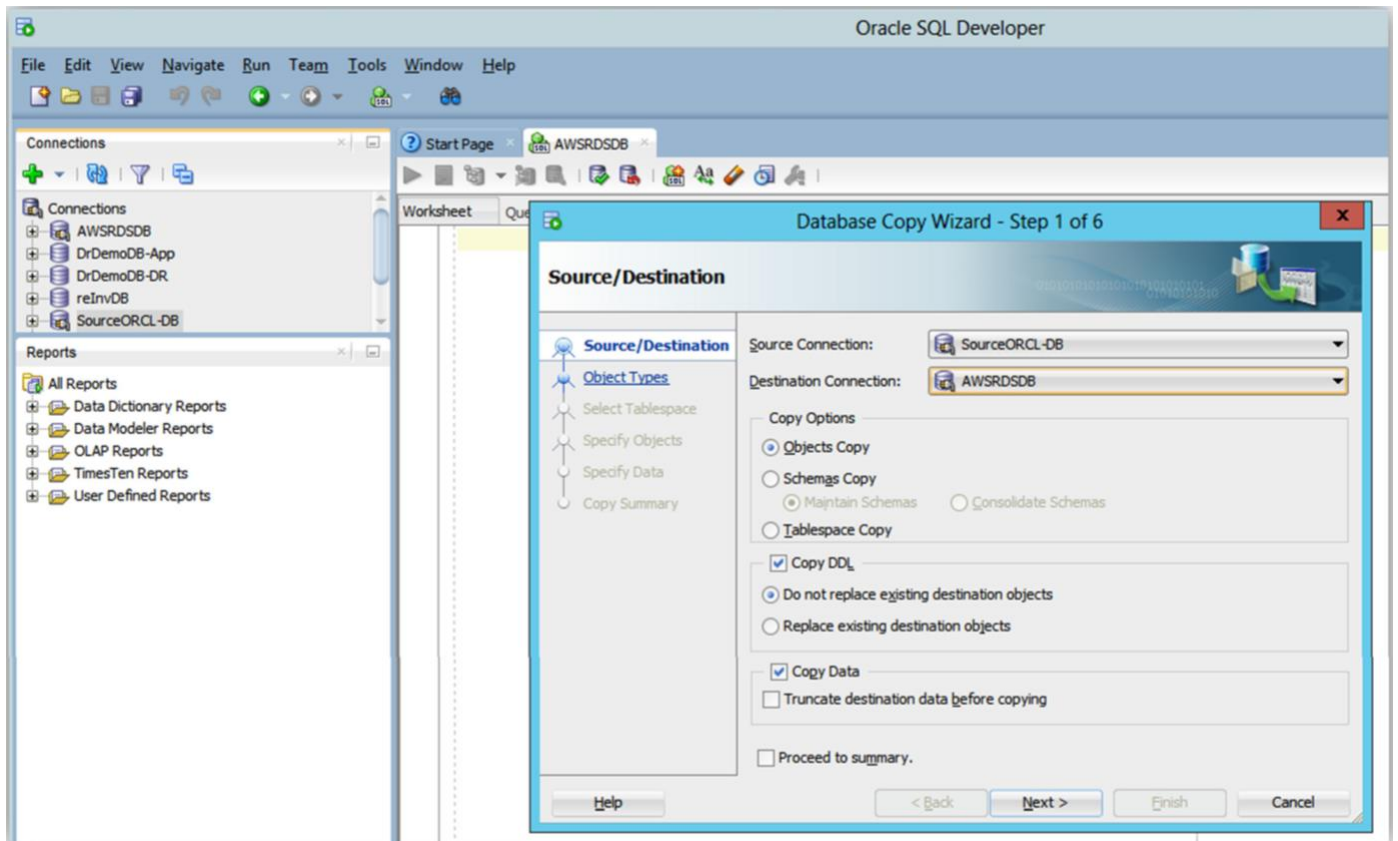 Oracle SQL Developer
File Edit View Navigate Run Team Tools Window Help
Connections
Connections
AWSRDSDB
DrDemoDB-App
DrDemoDB-DR
reInvDB
SourceORCL-DB
Reports
All Reports
Data Dictionary Reports
Data Modeler Reports
OLAP Reports
TimesTen Reports
User Defined Reports
Start Page AWSRDSDB
Worksheet Que
Database Copy Wizard - Step 1 of 6
Source/Destination
Source/Destination
Object Types
Select Tablespace
Specify Objects
Specify Data
Copy Summary
Source Connection: SourceORCL-DB
Destination Connection: AWSRDSDB
Copy Options
Objects Copy
Schemas Copy
Maintain Schemas Consolidate Schemas
Tablespace Copy
Copy DDL
Do not replace existing destination objects
Replace existing destination objects
Copy Data
Truncate destination data before copying
Proceed to summary.
Help < Back Next > Finish Cancel